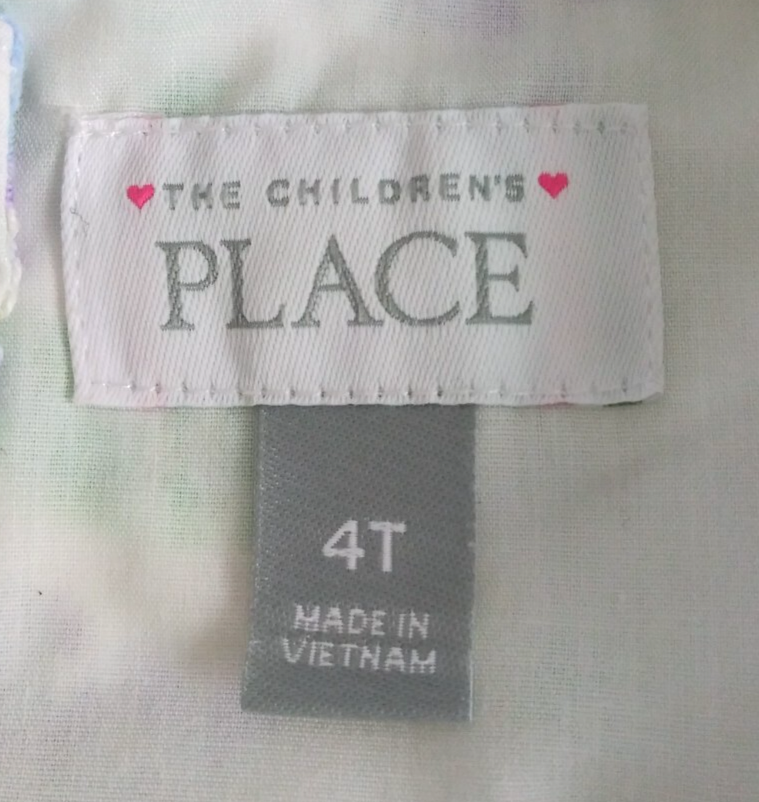 THE CHILDREN'S
PLACE
4T
MADE IN
VIETNAM